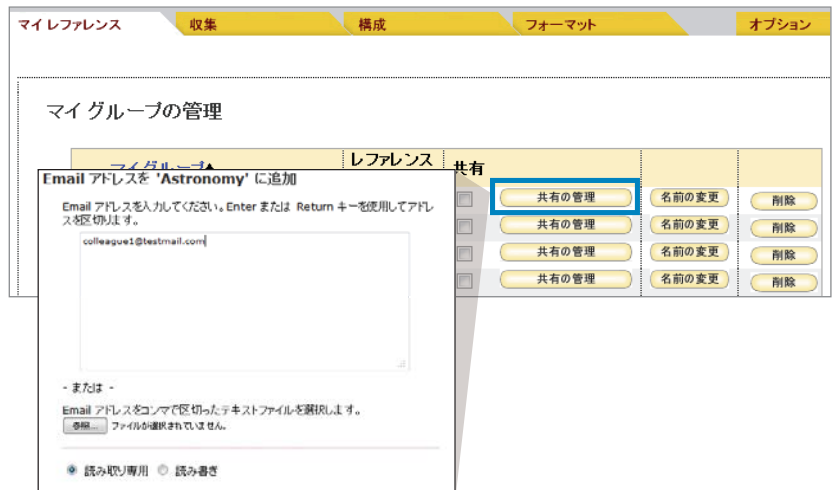 マイ レファレンス 収集 構成 フォーマット オプション
マイ グループの管理
マイグループ▲ レファレンス 共有
共有の管理 名前の変更 削除
共有の管理 名前の変更 削除
共有の管理 名前の変更 削除
共有の管理 名前の変更 削除
Email アドレスを 'Astronomy' に追加
Email アドレスを入力してください。Enter または Return キーを使用してアドレ
スを区切ります。
colleague1@testmail.com
- または -
Email アドレスをコンマで区切ったテキストファイルを選択します。
参照... ファイルが選択されていません。
読み取り専用 読み書き